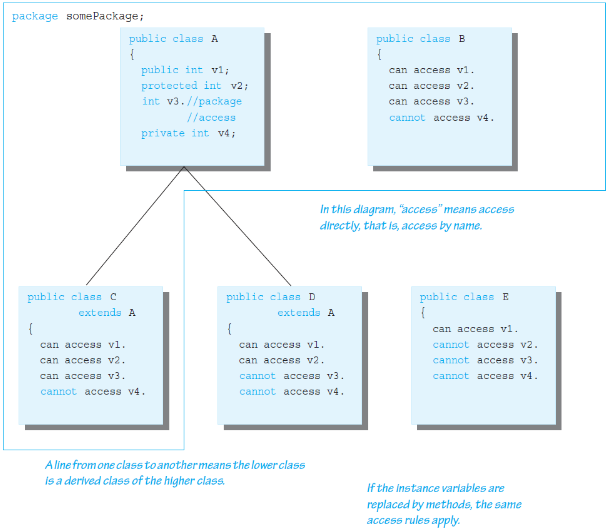 package somePackage;
public class A
{
public int v1;
protected int v2;
int v3.//package
//access
private int v4;
public class B
{
can access v1.
can access v2.
can access v3.
cannot access v4.
In this diagram, “access” means access
directly, that is, access by name.
public class C
extends A
{
can access v1.
can access v2.
can access v3.
cannot access v4.
public class D
extends A
{
can access v1.
can access v2.
cannot access v3.
cannot access v4.
public class E
{
can access v1.
cannot access v2.
cannot access v3.
cannot access v4.
A line from one class to another means the lower class
is a derived class of the higher class.
If the instance variables are
replaced by methods, the same
access rules apply.